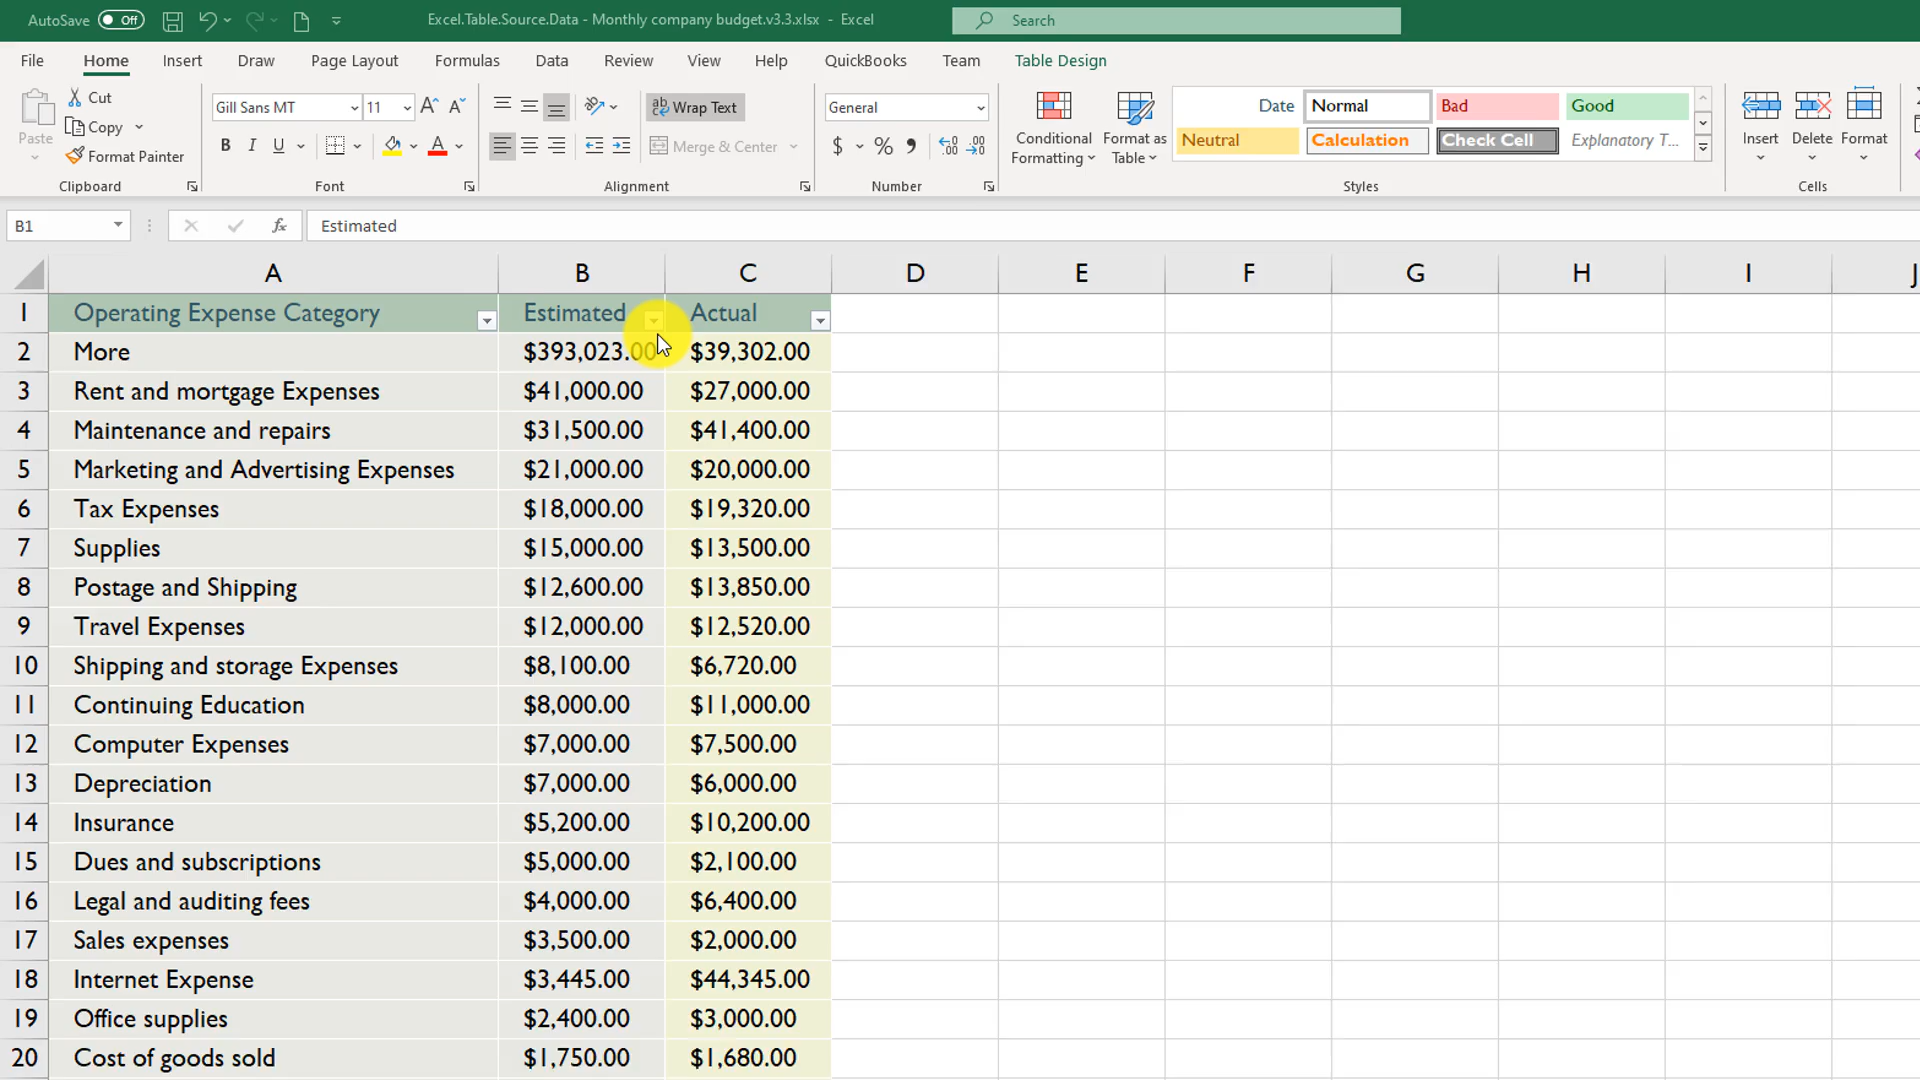 AutoSave Off Excel.Table.Source.Data - Monthly company budget.v3.3.xlsx - Excel Search
File Home Insert Draw Page Layout Formulas Data Review View Help QuickBooks Team Table Design
Paste Cut Copy Format Painter Clipboard
Gill Sans MT 11 B I U A Font
ab Wrap Text Merge & Center Alignment
General $ % 9 Number
Conditional Formatting Format as Table
Date Normal Bad Good
Neutral Calculation Check Cell Explanatory T...
Styles
Insert Delete Format Cells
B1 fx Estimated
A B C D E F G H I J
1 Operating Expense Category Estimated Actual
2 More $393,023.00 $39,302.00
3 Rent and mortgage Expenses $41,000.00 $27,000.00
4 Maintenance and repairs $31,500.00 $41,400.00
5 Marketing and Advertising Expenses $21,000.00 $20,000.00
6 Tax Expenses $18,000.00 $19,320.00
7 Supplies $15,000.00 $13,500.00
8 Postage and Shipping $12,600.00 $13,850.00
9 Travel Expenses $12,000.00 $12,520.00
10 Shipping and storage Expenses $8,100.00 $6,720.00
11 Continuing Education $8,000.00 $11,000.00
12 Computer Expenses $7,000.00 $7,500.00
13 Depreciation $7,000.00 $6,000.00
14 Insurance $5,200.00 $10,200.00
15 Dues and subscriptions $5,000.00 $2,100.00
16 Legal and auditing fees $4,000.00 $6,400.00
17 Sales expenses $3,500.00 $2,000.00
18 Internet Expense $3,445.00 $44,345.00
19 Office supplies $2,400.00 $3,000.00
20 Cost of goods sold $1,750.00 $1,680.00